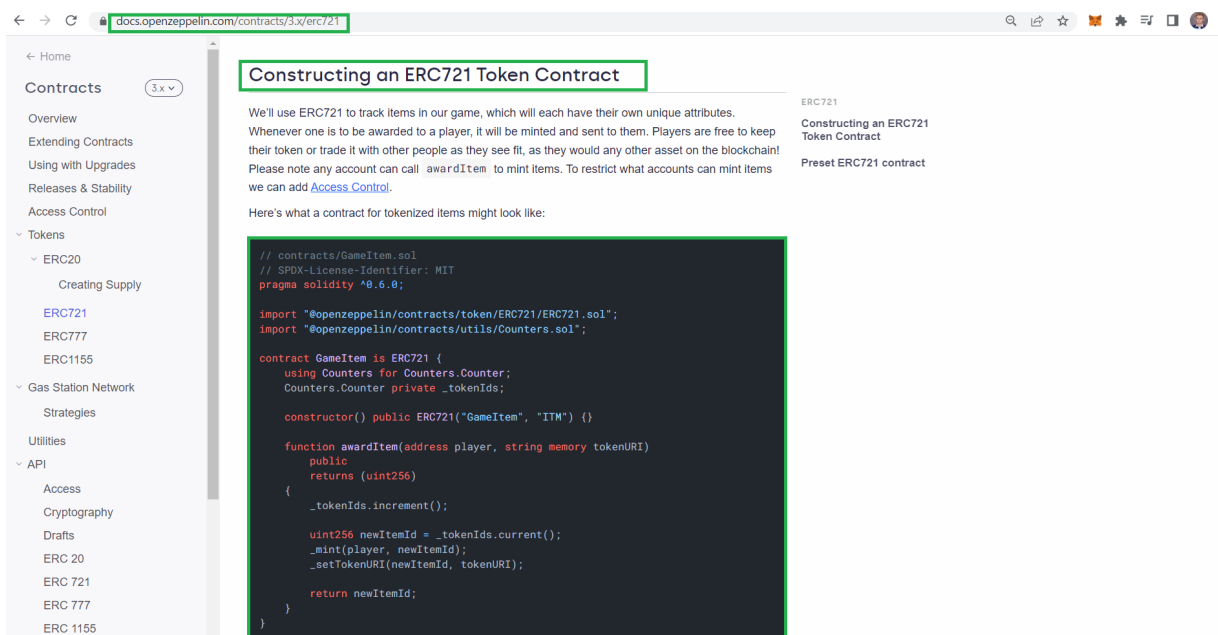 docs.openzeppelin.com/contracts/3.x/erc721
← Home
Contracts
3.x
Overview
Extending Contracts
Using with Upgrades
Releases & Stability
Access Control
Tokens
ERC20
Creating Supply
ERC721
ERC777
ERC1155
Gas Station Network
Strategies
Utilities
API
Access
Cryptography
Drafts
ERC 20
ERC 721
ERC 777
ERC 1155
Constructing an ERC721 Token Contract
We'll use ERC721 to track items in our game, which will each have their own unique attributes.
Whenever one is to be awarded to a player, it will be minted and sent to them. Players are free to keep
their token or trade it with other people as they see fit, as they would any other asset on the blockchain!
Please note any account can call awardItem to mint items. To restrict what accounts can mint items
we can add Access Control.
Here's what a contract for tokenized items might look like:
// contracts/GameItem.sol
// SPDX-License-Identifier: MIT
pragma solidity ^0.6.0;
import "@openzeppelin/contracts/token/ERC721/ERC721.sol";
import "@openzeppelin/contracts/utils/Counters.sol";
contract GameItem is ERC721 {
using Counters for Counters.Counter;
Counters.Counter private _tokenIds;
constructor() public ERC721("GameItem", "ITM") {}
function awardItem(address player, string memory tokenURI)
public
returns (uint256)
{
_tokenIds.increment();
uint256 newItemId = _tokenIds.current();
_mint(player, newItemId);
_setTokenURI(newItemId, tokenURI);
return newItemId;
}
}
ERC721
Constructing an ERC721
Token Contract
Preset ERC721 contract